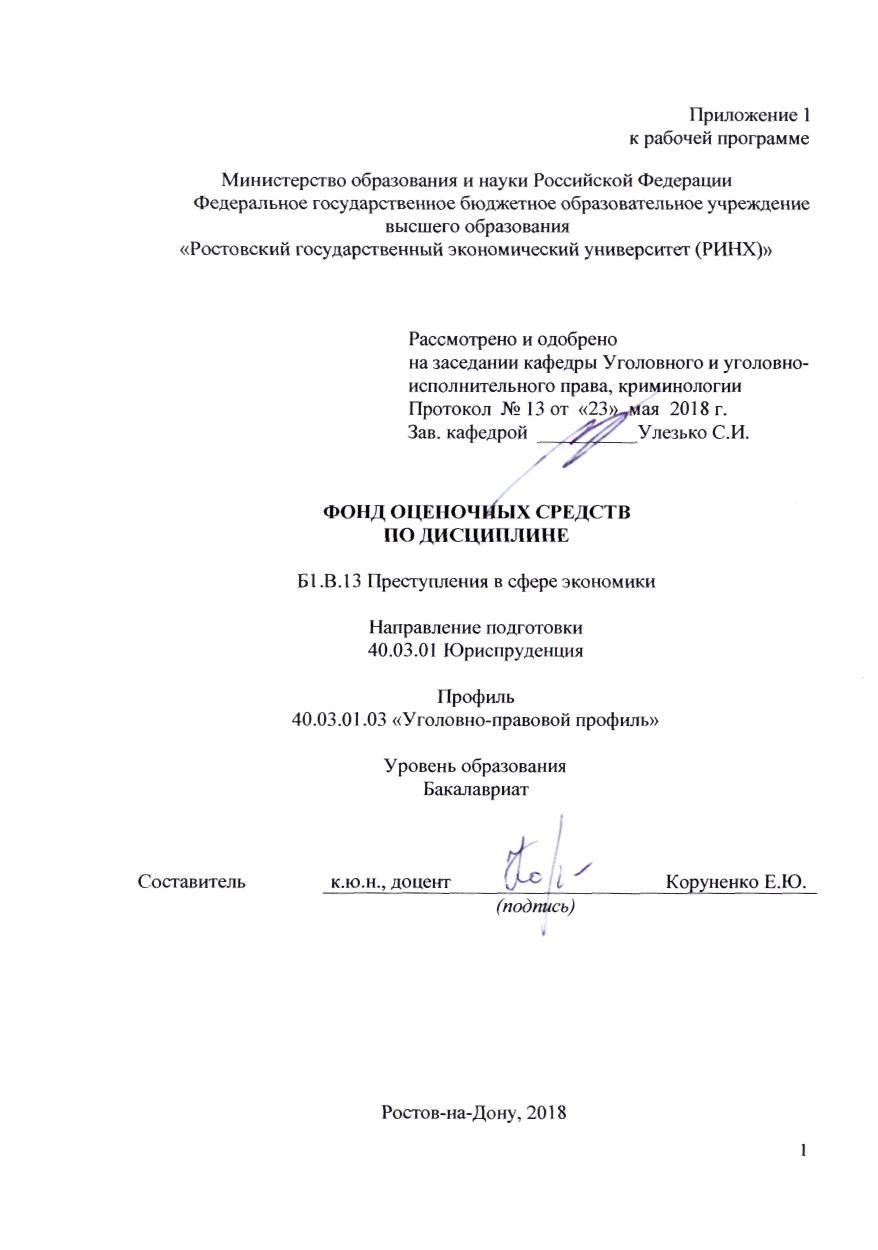 Приложение 1
к рабочей программе
Министерство образования и науки Российской Федерации
Федеральное государственное бюджетное образовательное учреждение
высшего образования
«Ростовский государственный экономический университет (РИНХ)»
Рассмотрено и одобрено
на заседании кафедры Уголовного и уголовно-
исполнительного права, криминологии
Протокол № 13 от «23» мая 2018 г.
Зав. кафедрой __________Улезько С.И.
ФОНД ОЦЕНОЧНЫХ СРЕДСТВ
ПО ДИСЦИПЛИНЕ
Б1.В.13 Преступления в сфере экономики
Направление подготовки
40.03.01 Юриспруденция
Профиль
40.03.01.03 «Уголовно-правовой профиль»
Уровень образования
Бакалавриат
Составитель к.ю.н., доцент Коруненко Е.Ю.
(подпись)
Ростов-на-Дону, 2018
1